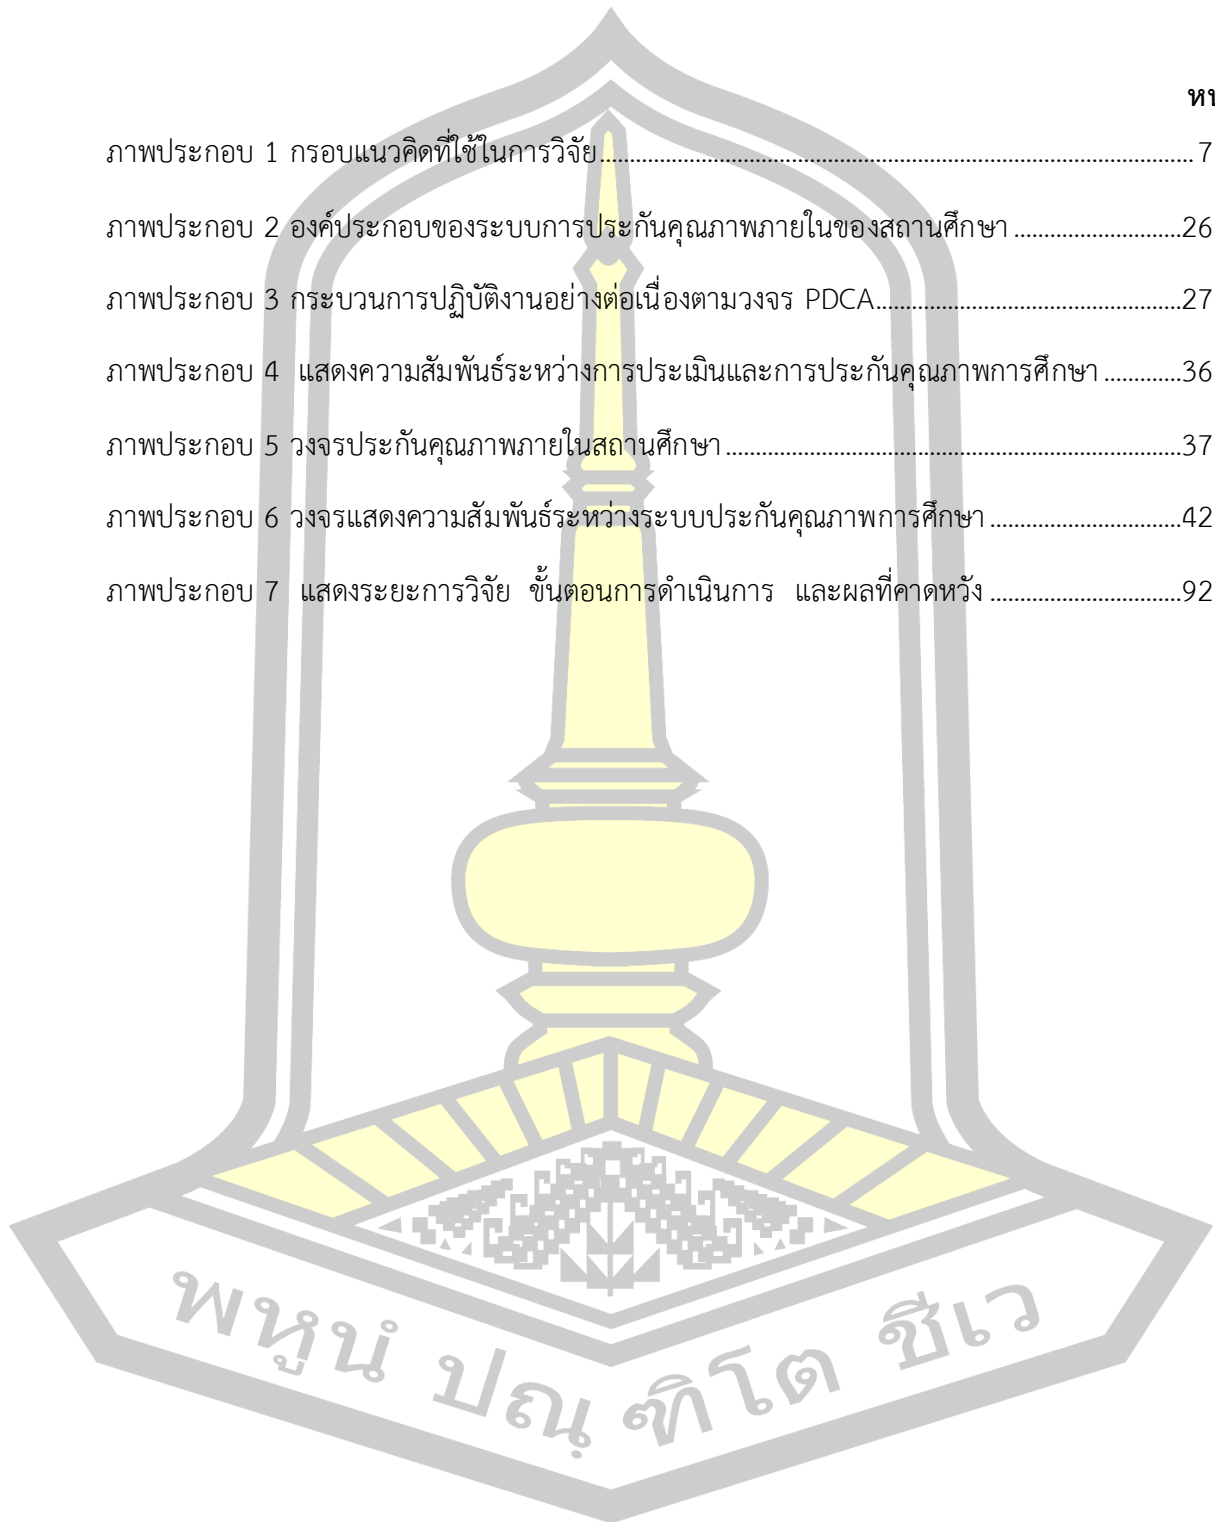 ภาพประกอบ 1 กรอบแนวคิดที่ใช้ในการวิจัย 7
ภาพประกอบ 2 องค์ประกอบของระบบการประกันคุณภาพภายในของสถานศึกษา 26
ภาพประกอบ 3 กระบวนการปฏิบัติงานอย่างต่อเนื่องตามวงจร PDCA 27
ภาพประกอบ 4 แสดงความสัมพันธ์ระหว่างการประเมินและการประกันคุณภาพการศึกษา 36
ภาพประกอบ 5 วงจรประกันคุณภาพภายในสถานศึกษา 37
ภาพประกอบ 6 วงจรแสดงความสัมพันธ์ระหว่างระบบประกันคุณภาพการศึกษา 42
ภาพประกอบ 7 แสดงระยะการวิจัย ขั้นตอนการดำเนินการ และผลที่คาดหวัง 92
พหูนํ ปณฺ ฑิโต ชีเว